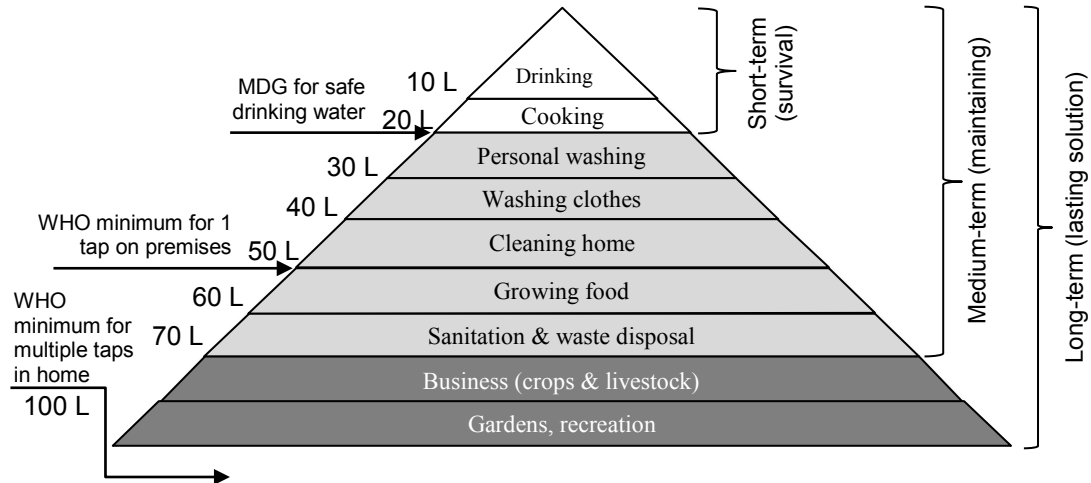 Drinking
10 L
MDG for safe
drinking water
20 L
Cooking
Personal washing
30 L
Washing clothes
40 L
WHO minimum for 1
tap on premises
50 L
Cleaning home
Growing food
60 L
WHO
minimum for
multiple taps
in home
70 L
Sanitation & waste disposal
Business (crops & livestock)
100 L
Gardens, recreation
Short-term
(survival)
Medium-term (maintaining)
Long-term (lasting solution)